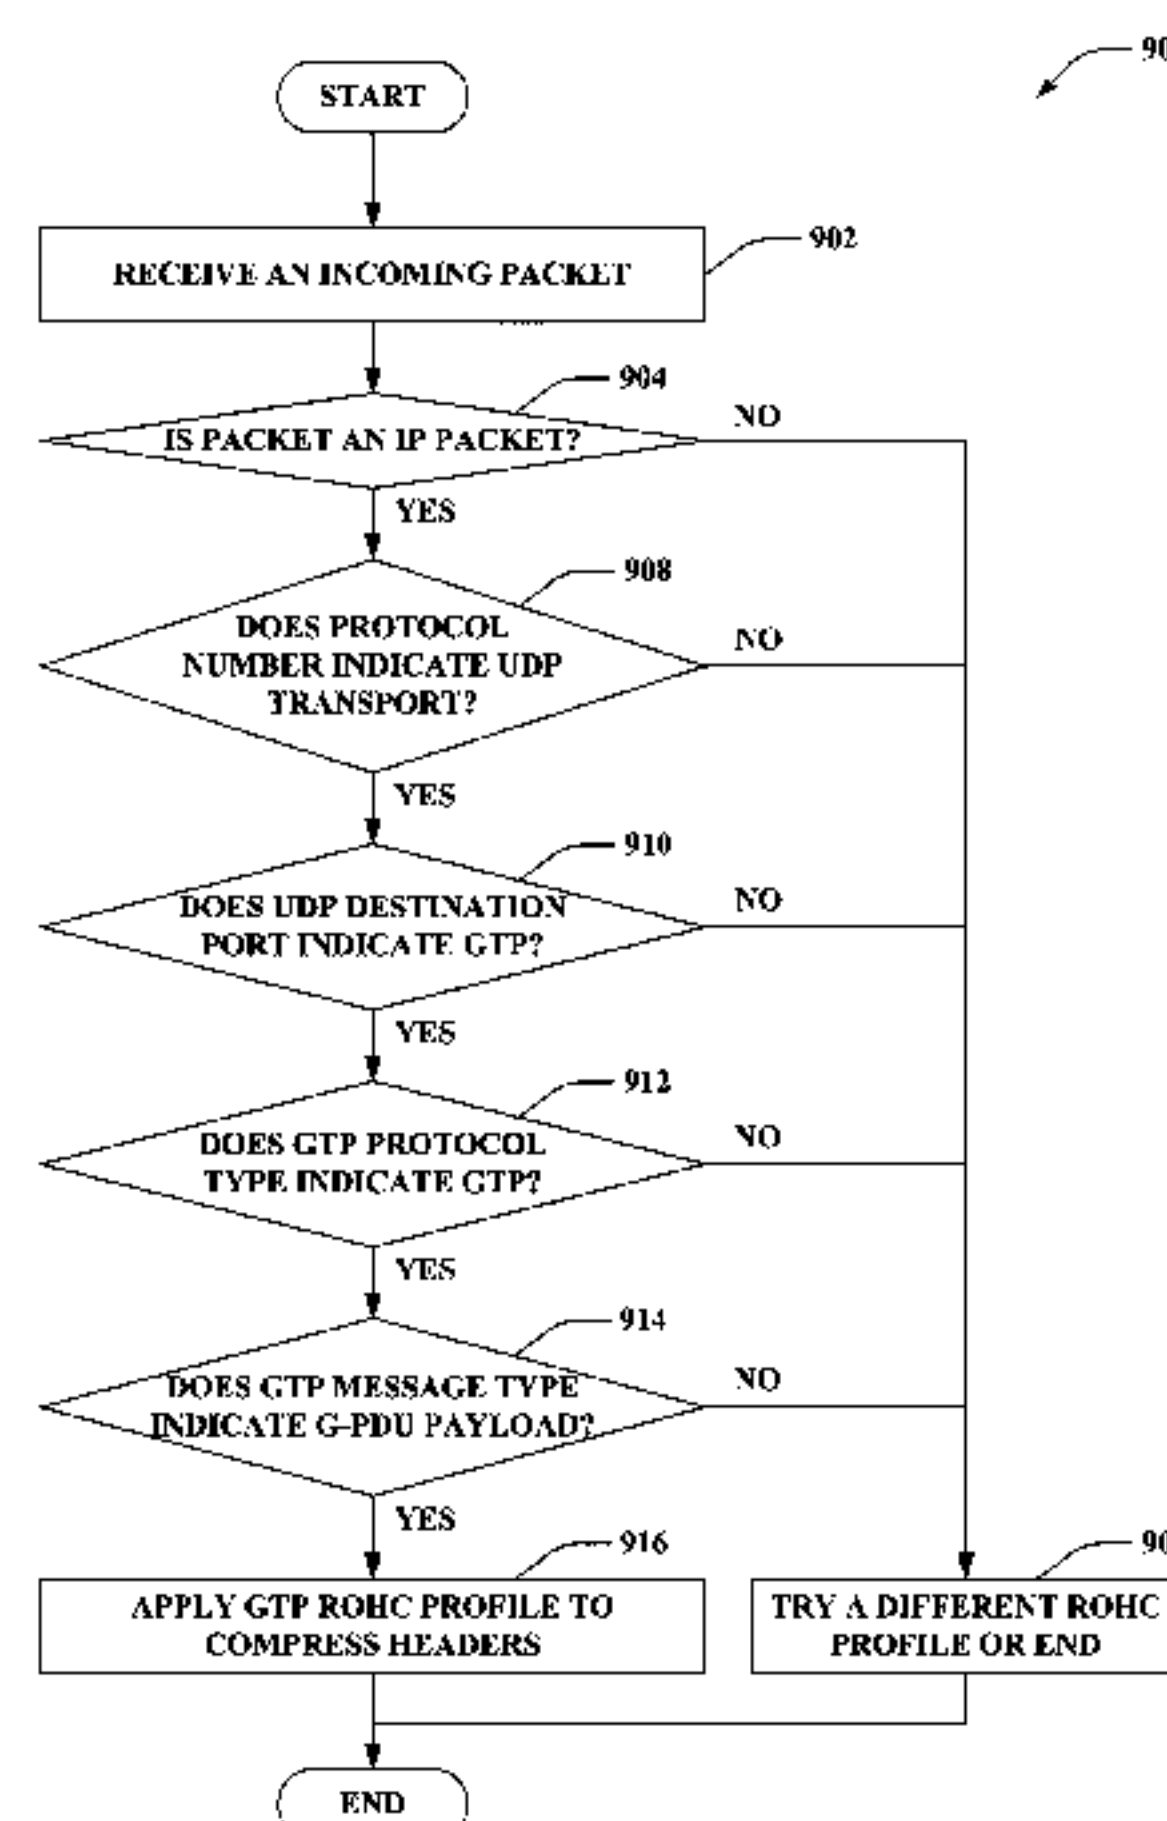 90
START
902
RECEIVE AN INCOMING PACKET
904
IS PACKET AN IP PACKET?
NO
YES
908
DOES PROTOCOL
NUMBER INDICATE UDP
TRANSPORT?
NO
YES
910
DOES UDP DESTINATION
PORT INDICATE GTP?
NO
YES
912
DOES GTP PROTOCOL
TYPE INDICATE GTP?
NO
YES
914
DOES GTP MESSAGE TYPE
INDICATE G-PDU PAYLOAD?
NO
YES
916
APPLY GTP ROHC PROFILE TO
COMPRESS HEADERS
90
TRY A DIFFERENT ROHC
PROFILE OR END
END